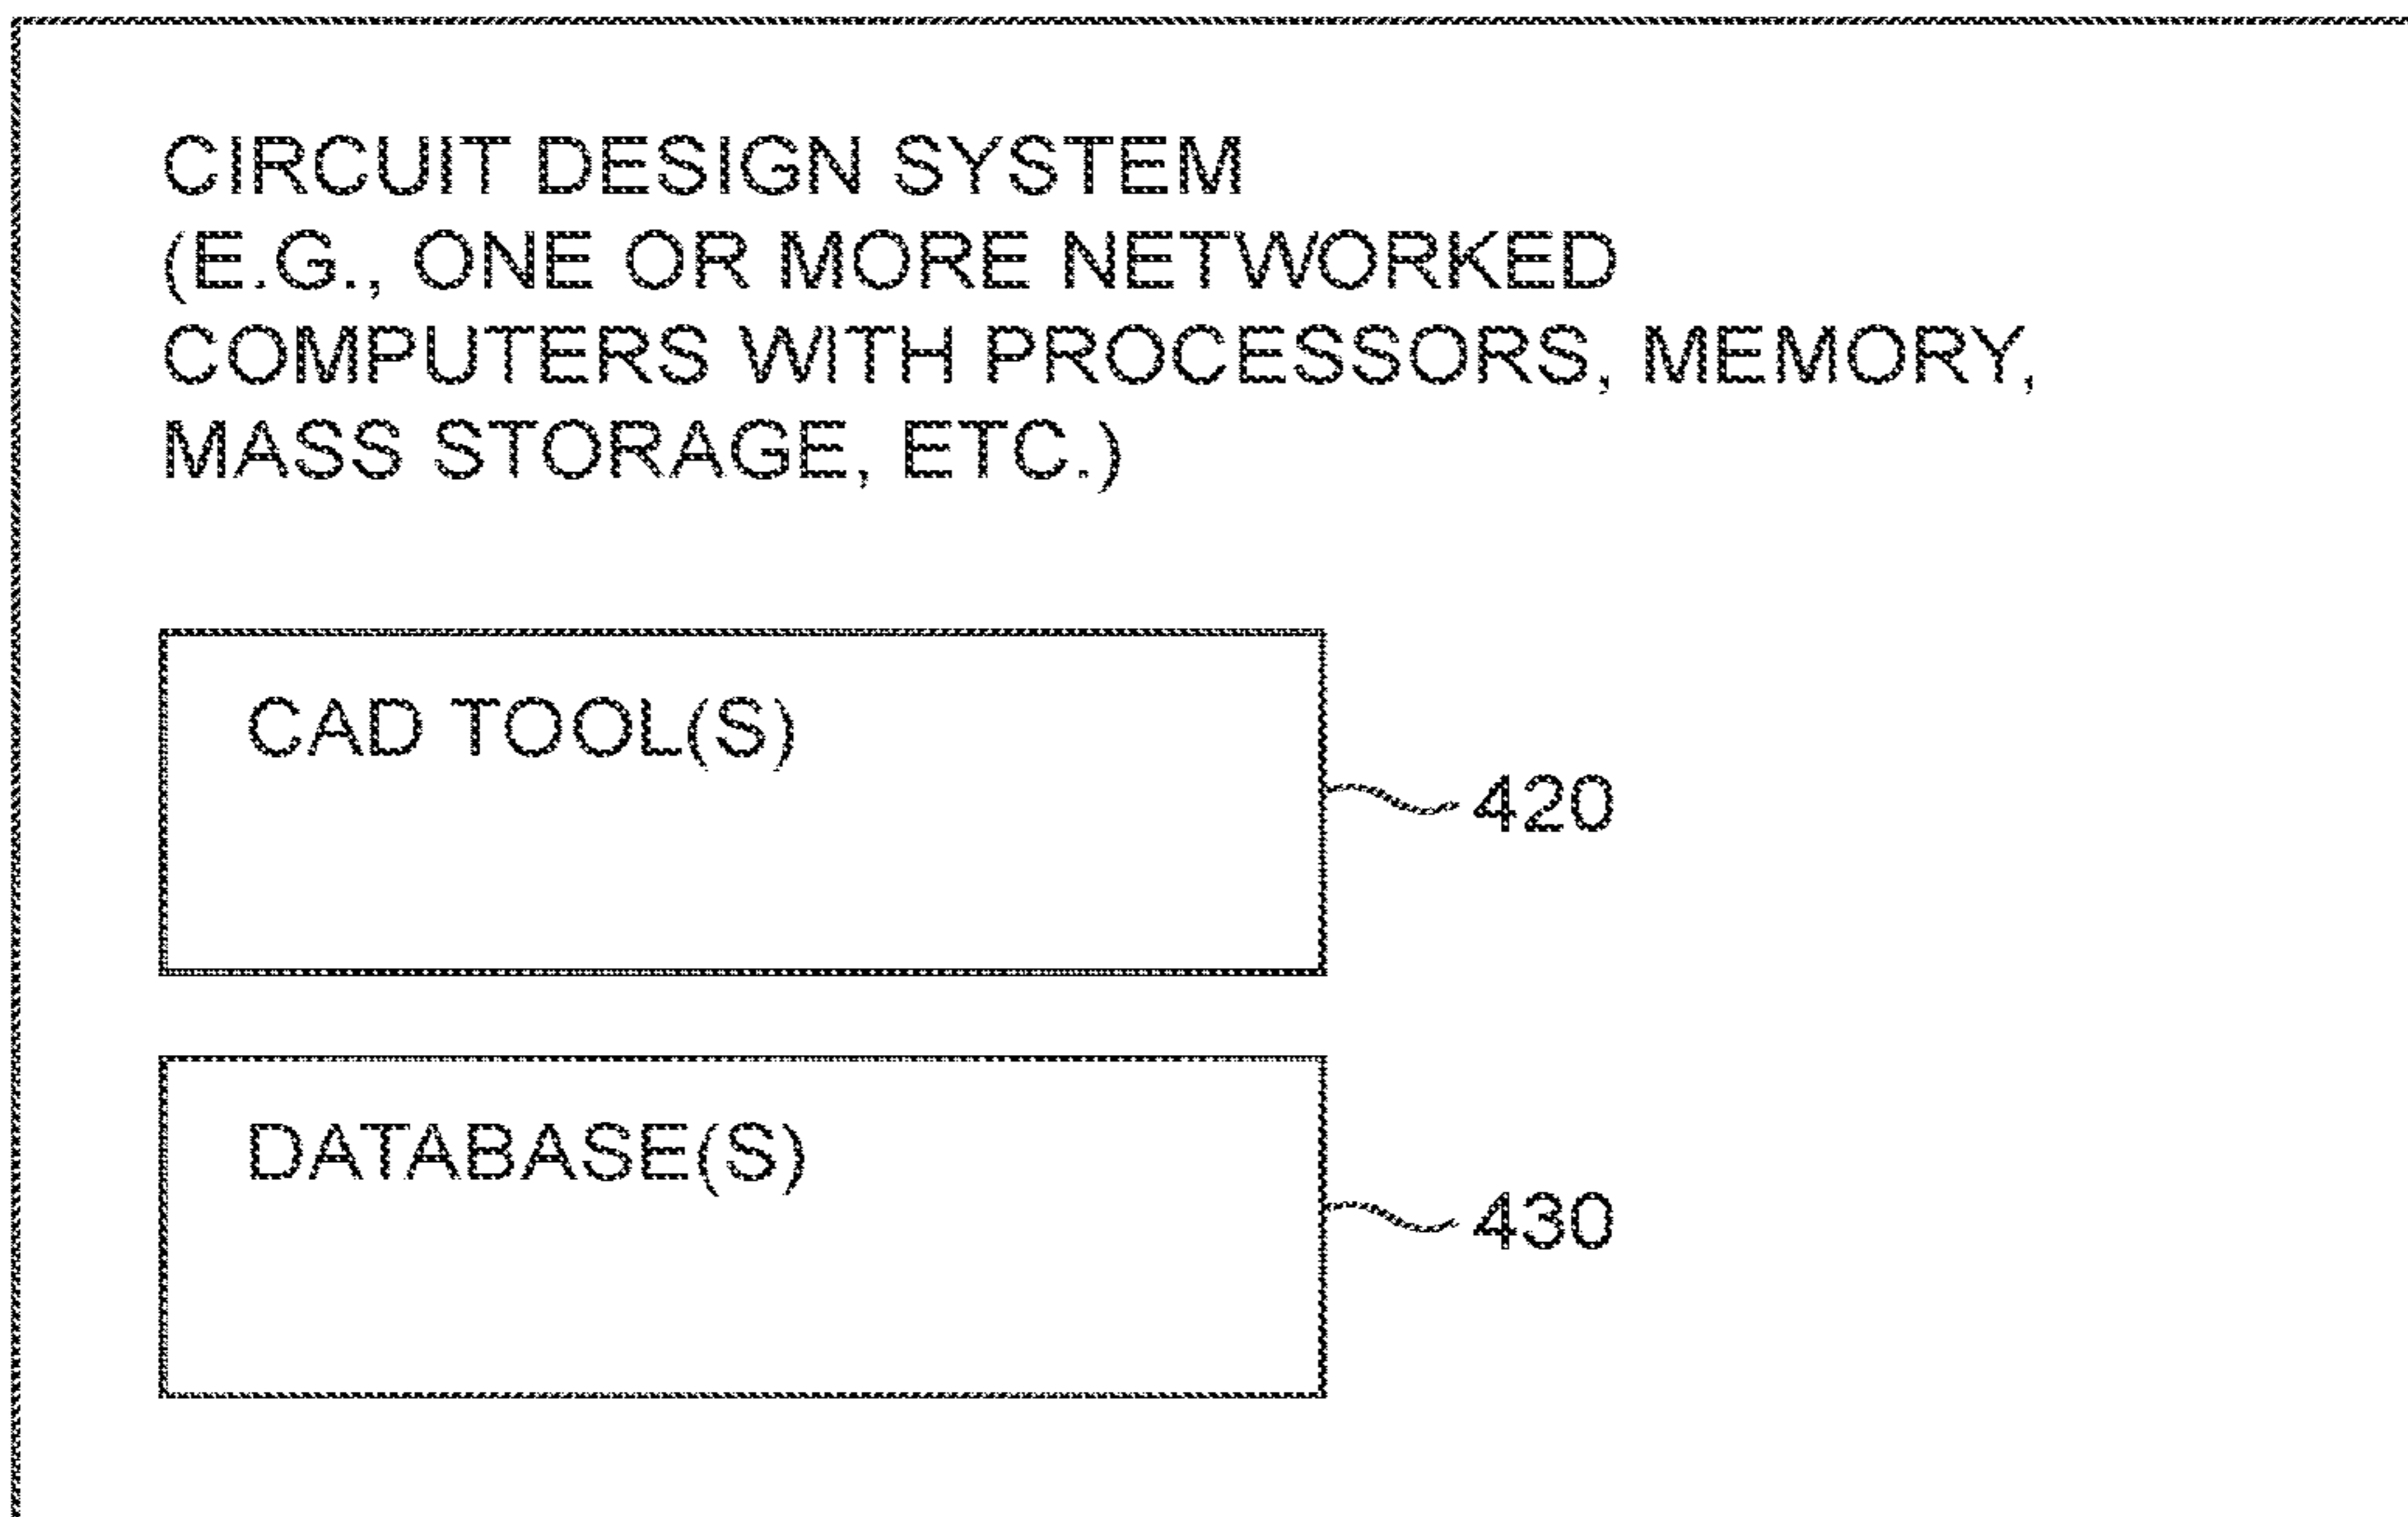 CIRCUIT DESIGN SYSTEM
(E.G., ONE OR MORE NETWORKED
COMPUTERS WITH PROCESSORS, MEMORY,
MASS STORAGE, ETC.)
CAD TOOL(S)
420
DATABASE(S)
430